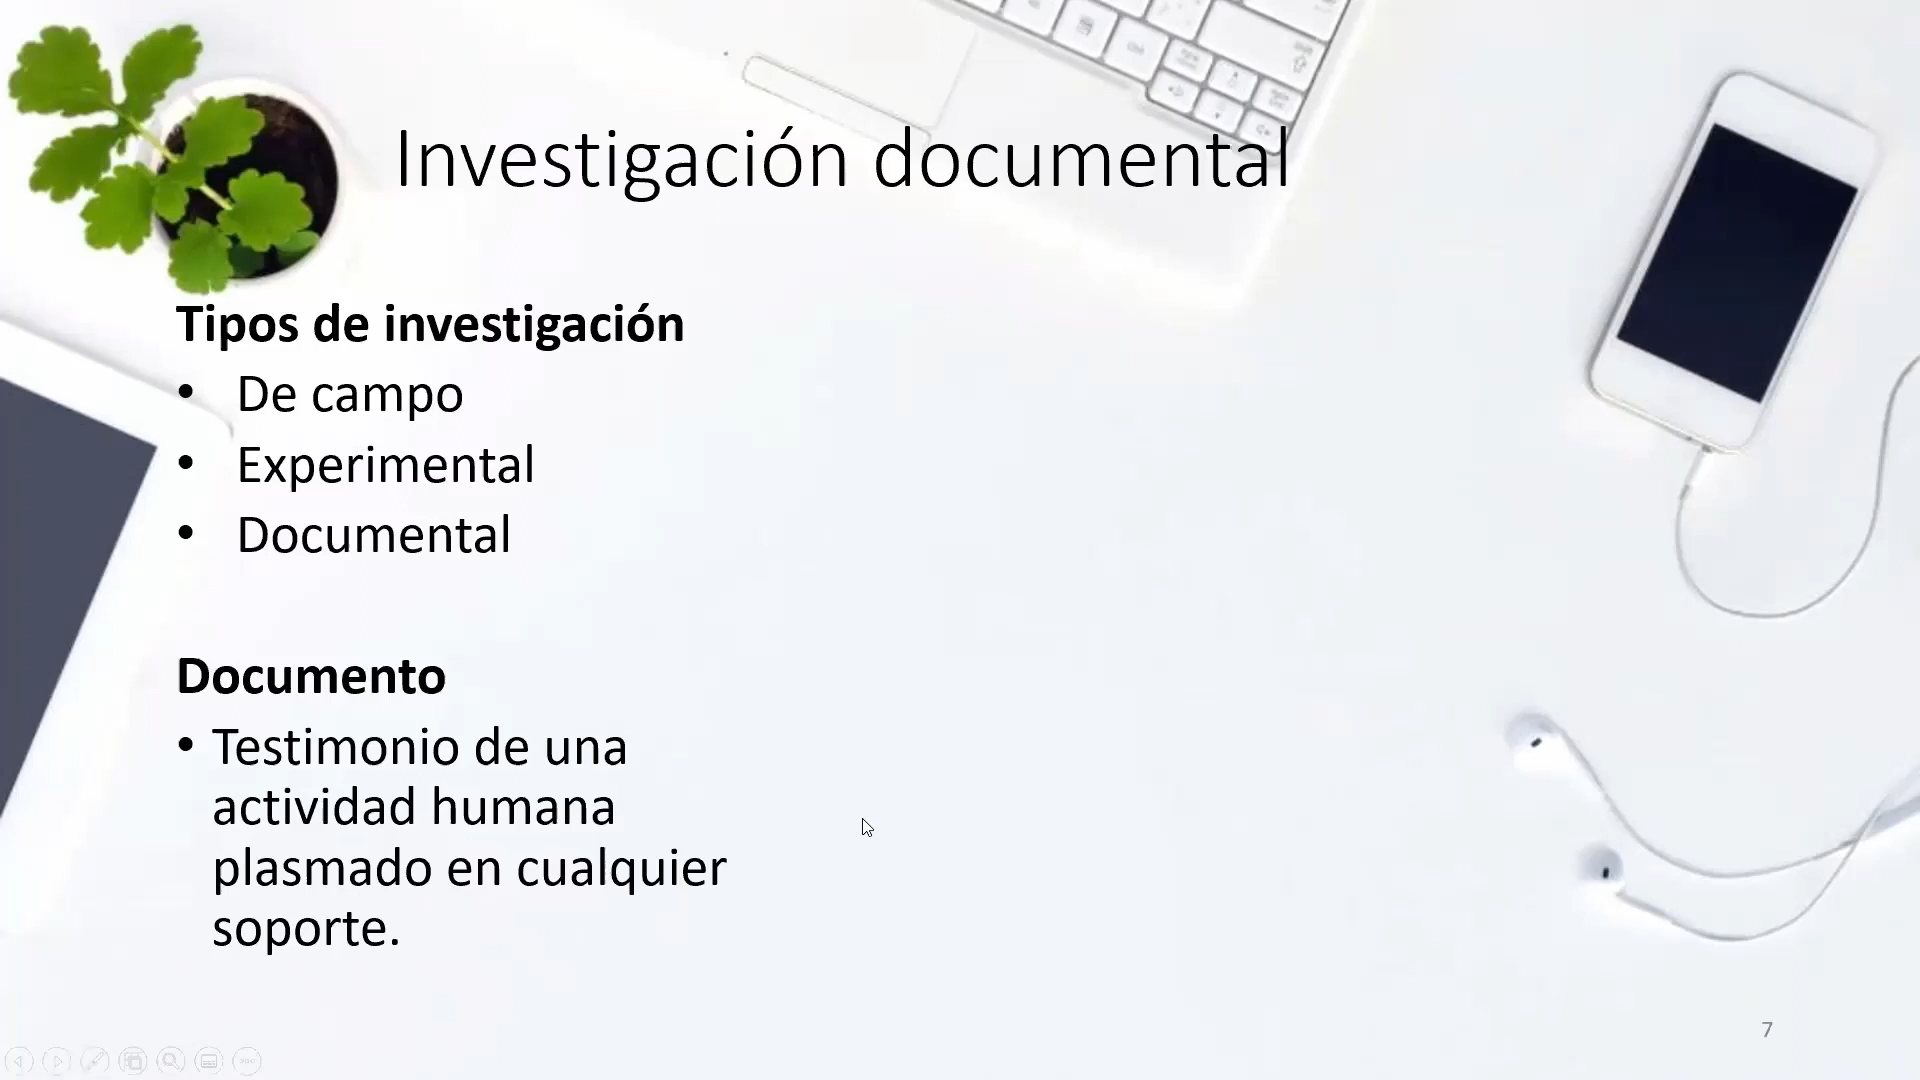 Investigación documental
Tipos de investigación
• De campo
• Experimental
• Documental
Documento
• Testimonio de una
actividad humana
plasmado en cualquier
soporte.
7